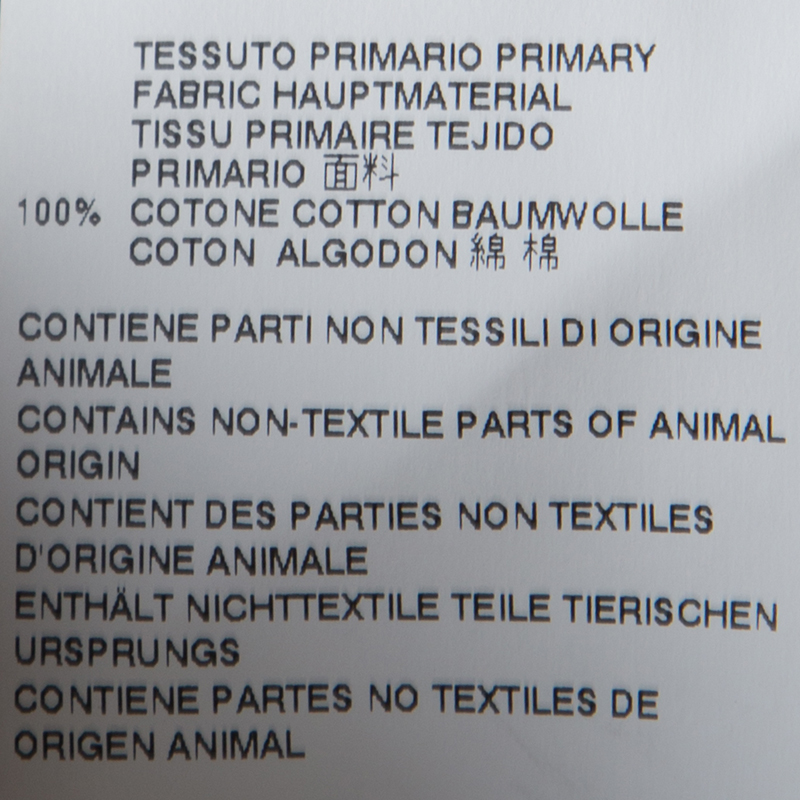 TESSUTO PRIMARIO PRIMARY
FABRIC HAUPTMATERIAL
TISSU PRIMAIRE TEJIDO
PRIMARIO 面料
100% COTONE COTTON BAUMWOLLE
COTON ALGODON 綿 棉
CONTIENE PARTI NON TESSILI DI ORIGINE
ANIMALE
CONTAINS NON-TEXTILE PARTS OF ANIMAL
ORIGIN
CONTIENT DES PARTIES NON TEXTILES
D'ORIGINE ANIMALE
ENTHÄLT NICHTTEXTILE TEILE TIERISCHEN
URSPRUNGS
CONTIENE PARTES NO TEXTILES DE
ORIGEN ANIMAL